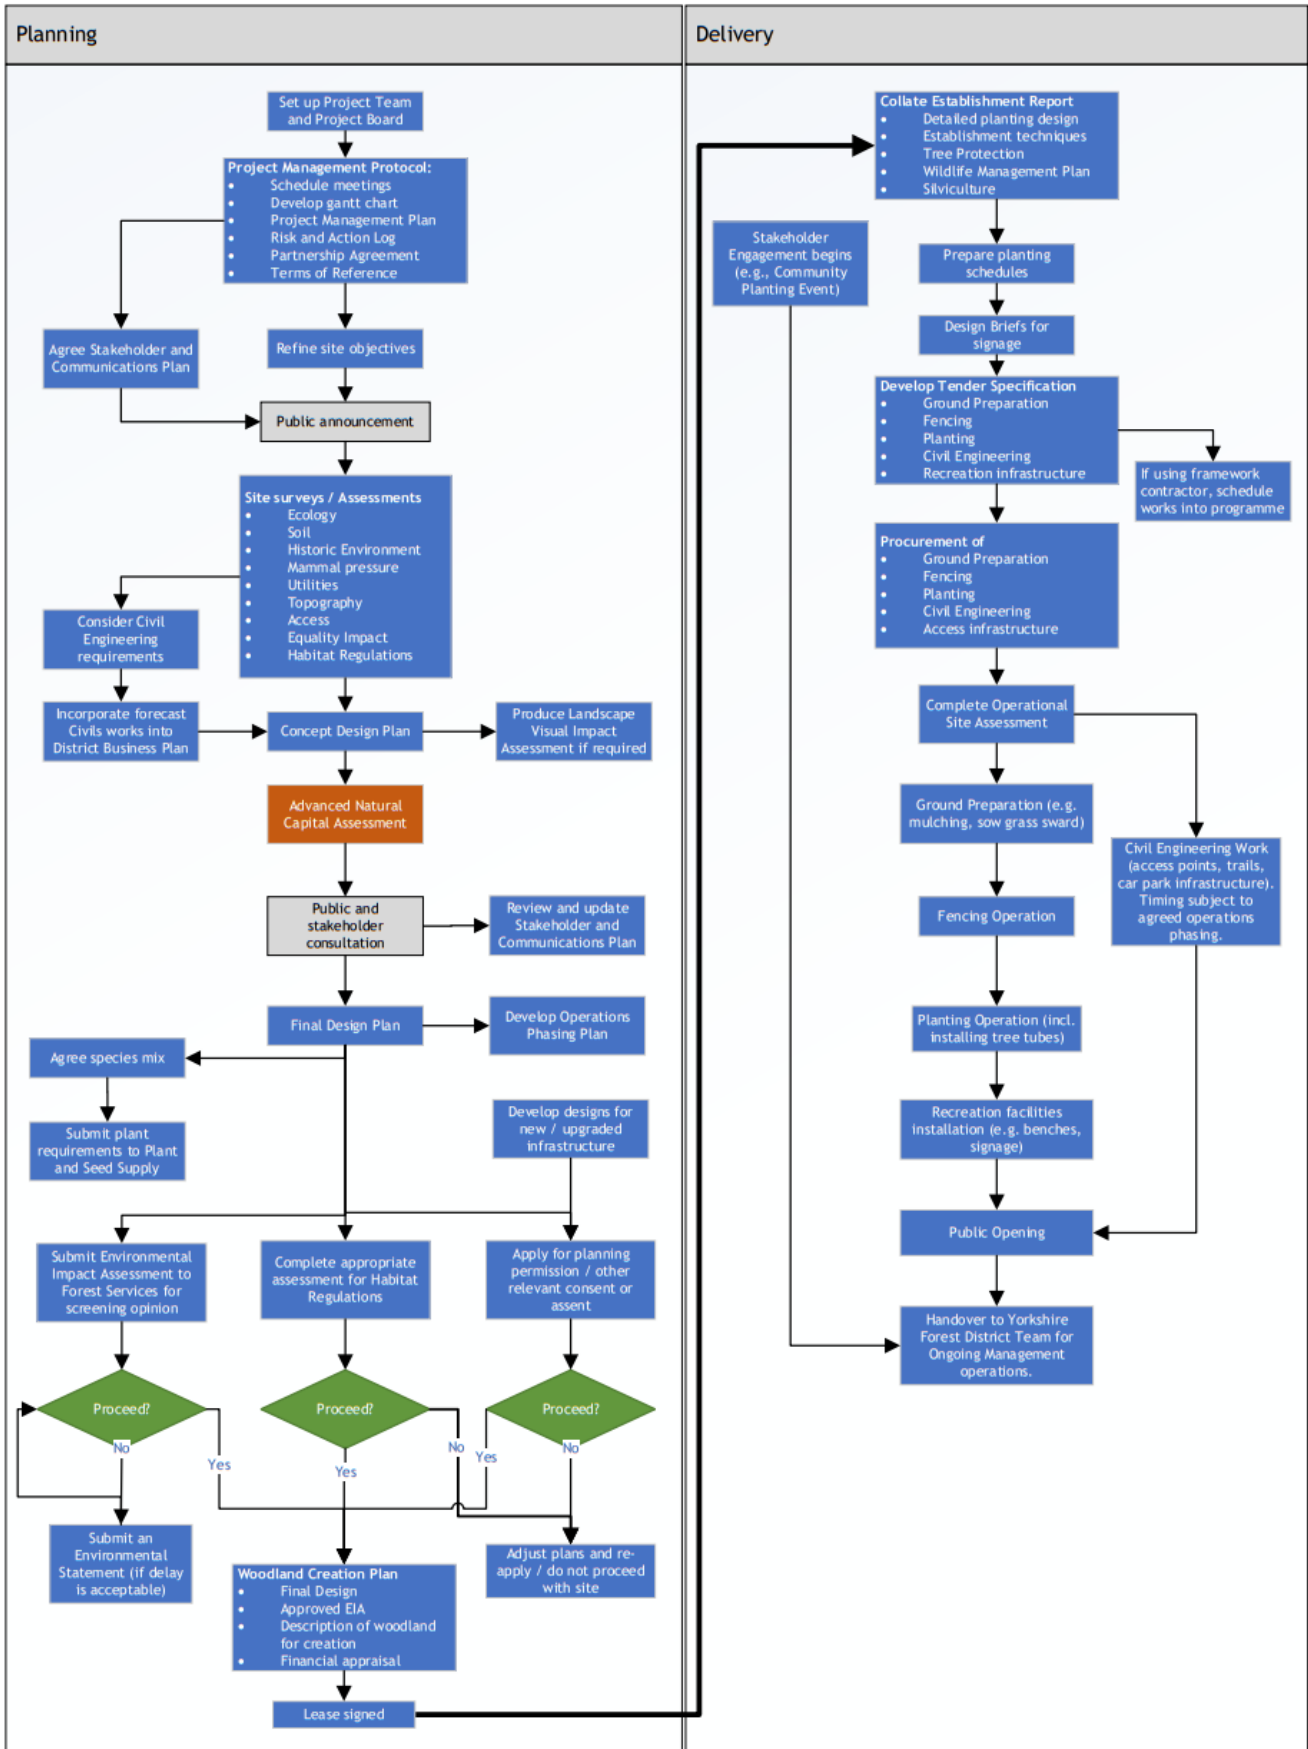 Planning
Set up Project Team
and Project Board
Project Management Protocol:
• Schedule meetings
• Develop gantt chart
• Project Management Plan
• Risk and Action Log
• Partnership Agreement
• Terms of Reference
Agree Stakeholder and
Communications Plan
Refine site objectives
Public announcement
Site surveys / Assessments
• Ecology
• Soil
• Historic Environment
• Mammal pressure
• Utilities
• Topography
• Access
• Equality Impact
• Habitat Regulations
Consider Civil
Engineering
requirements
Incorporate forecast
Civils works into
District Business Plan
Concept Design Plan
Produce Landscape
Visual Impact
Assessment if required
Advanced Natural
Capital Assessment
Public and
stakeholder
consultation
Review and update
Stakeholder and
Communications Plan
Final Design Plan
Develop Operations
Phasing Plan
Agree species mix
Submit plant
requirements to Plant
and Seed Supply
Develop designs for
new / upgraded
infrastructure
Submit Environmental
Impact Assessment to
Forest Services for
screening opinion
Complete appropriate
assessment for Habitat
Regulations
Apply for planning
permission / other
relevant consent or
assent
Proceed?
Proceed?
Proceed?
No
Yes
Yes
No
Yes
No
Submit an
Environmental
Statement (if delay
is acceptable)
Woodland Creation Plan
• Final Design
• Approved EIA
• Description of woodland
for creation
• Financial appraisal
Adjust plans and re-
apply / do not proceed
with site
Lease signed
Delivery
Collate Establishment Report
• Detailed planting design
• Establishment techniques
• Tree Protection
• Wildlife Management Plan
• Silviculture
Stakeholder
Engagement begins
(e.g., Community
Planting Event)
Prepare planting
schedules
Design Briefs for
signage
Develop Tender Specification
• Ground Preparation
• Fencing
• Planting
• Civil Engineering
• Recreation infrastructure
If using framework
contractor, schedule
works into programme
Procurement of
• Ground Preparation
• Fencing
• Planting
• Civil Engineering
• Access infrastructure
Complete Operational
Site Assessment
Ground Preparation (e.g.
mulching, sow grass sward)
Civil Engineering Work
(access points, trails,
car park infrastructure).
Timing subject to
agreed operations
phasing.
Fencing Operation
Planting Operation (incl.
installing tree tubes)
Recreation facilities
installation (e.g. benches,
signage)
Public Opening
Handover to Yorkshire
Forest District Team for
Ongoing Management
operations.